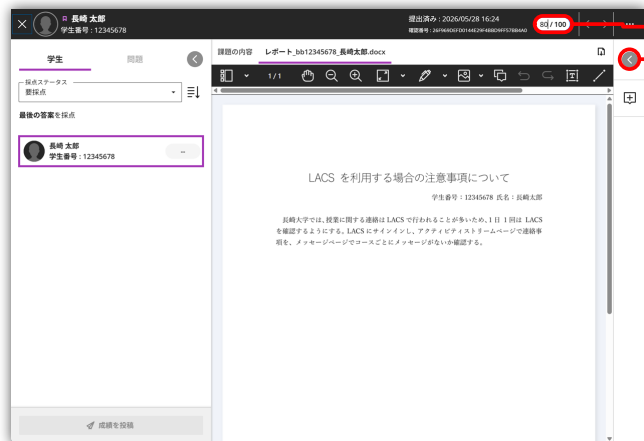 長崎 太郎
学生番号：12345678
提出済み：2026/05/28 16:24
80 / 100
学生
問題
採点ステータス
要採点
最後の答案を採点
長崎 太郎
学生番号：12345678
--
成績を投稿
課題の内容
レポート_bb12345678_長崎太郎.docx
1/1
LACS を利用する場合の注意事項について
学生番号：12345678 氏名：長崎太郎
長崎大学では、授業に関する連絡は LACS で行われることが多いため、1 日 1 回は LACS
を確認するようにする。LACS にサインインし、アクティビティストリームページで連絡事
項を、メッセージページでコースごとにメッセージがないか確認する。